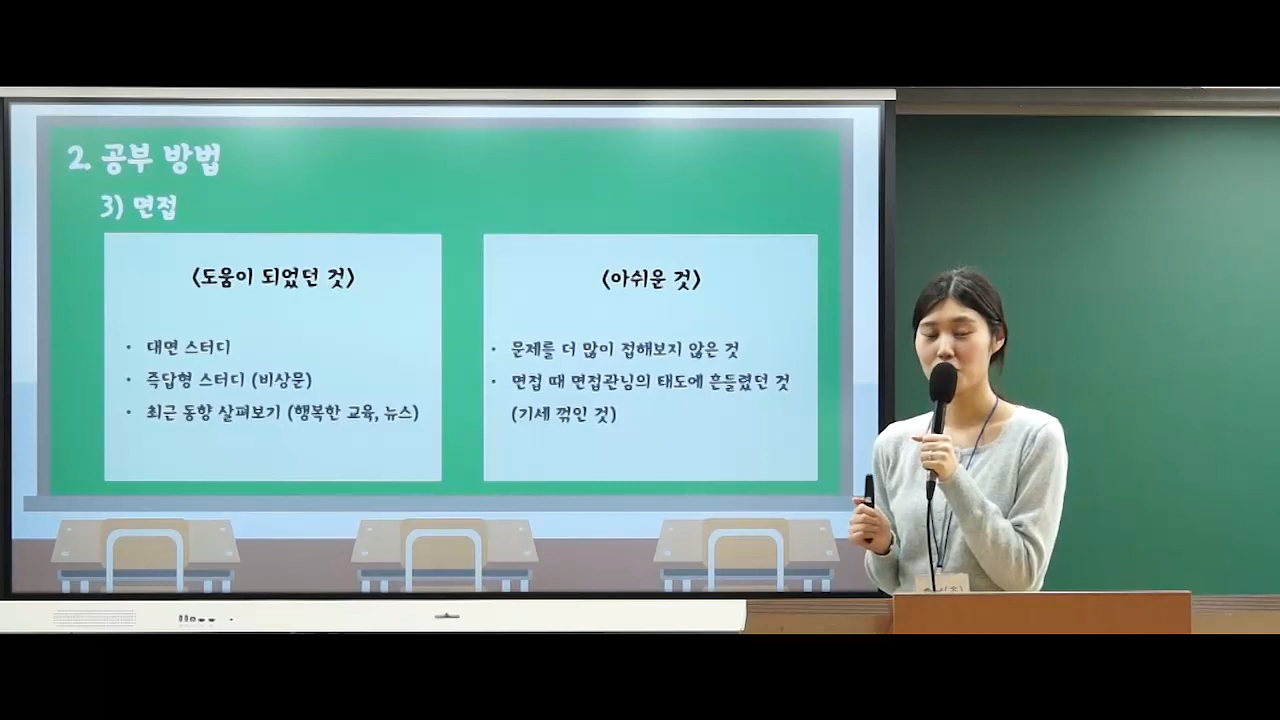 2. 공부 방법
3) 면접
<도움이 되었던 것>
• 대면 스터디
• 즉답형 스터디 (비상문)
• 최근 동향 살펴보기 (행복한 교육, 뉴스)
<아쉬운 것>
• 문제를 더 많이 접해보지 않은 것
• 면접 때 면접관님의 태도에 흔들렸던 것
(기세 꺾인 것)